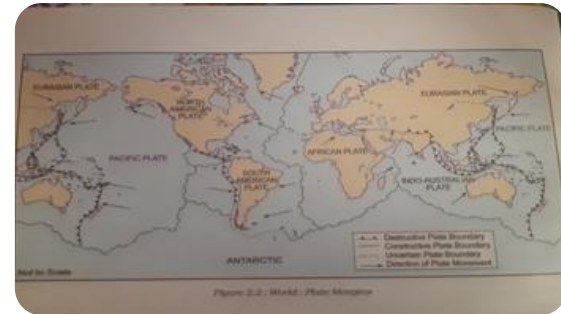 EURASIAN PLATE
NORTH
AMERICAN
PLATE
EURASIAN PLATE
PACIFIC PLATE
PACIFIC PLATE
AFRICAN PLATE
SOUTH
AMERICAN
PLATE
INDO-AUSTRALIAN
PLATE
ANTARCTIC
Destructive Plate Boundary
Constructive Plate Boundary
Uncertain Plate Boundary
Direction of Plate Movement
Not to Scale
Figure 2.2 : World : Plate Margins